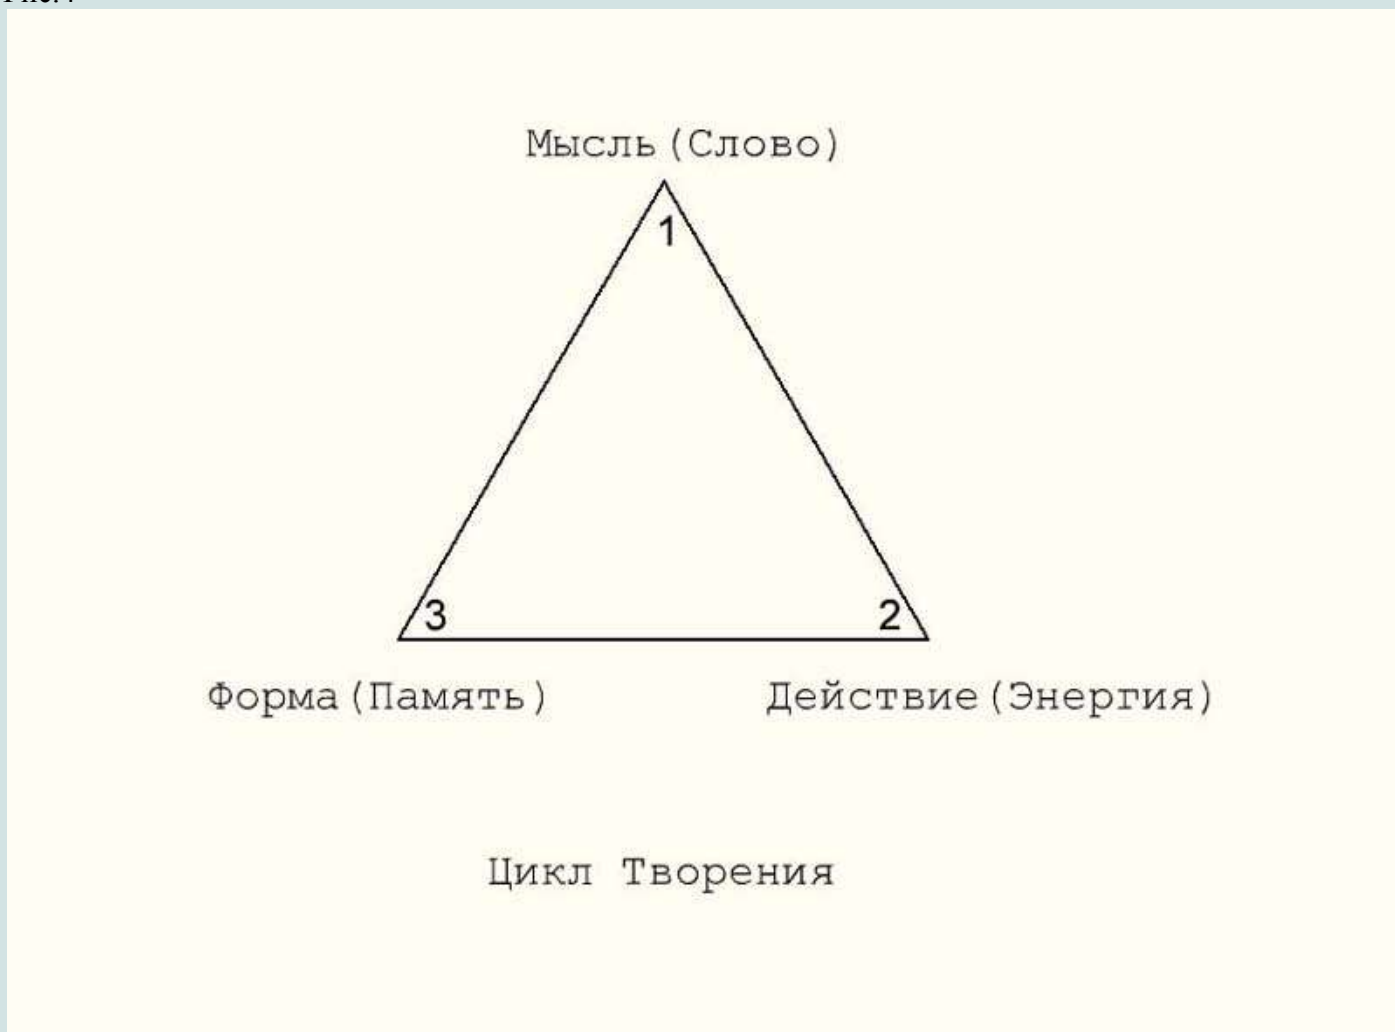 Мысль(Слово)
1
3
2
Форма(Память)
Действие(Энергия)
Цикл Творения